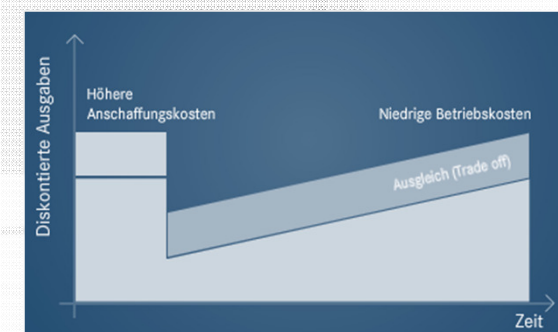 Diskontierte Ausgaben
Höhere
Anschaffungskosten
Niedrige Betriebskosten
Ausgleich (Trade off)
Zeit